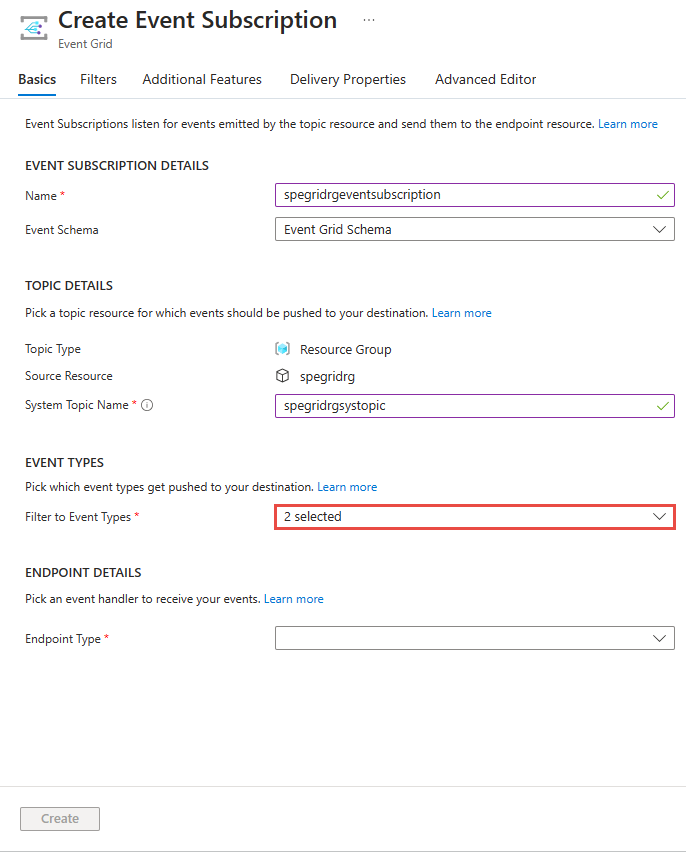 Create Event Subscription ...
Event Grid
Basics Filters Additional Features Delivery Properties Advanced Editor
Event Subscriptions listen for events emitted by the topic resource and send them to the endpoint resource. Learn more
EVENT SUBSCRIPTION DETAILS
Name * spegridrgeventsubscription
Event Schema Event Grid Schema
TOPIC DETAILS
Pick a topic resource for which events should be pushed to your destination. Learn more
Topic Type Resource Group
Source Resource spegridrg
System Topic Name * spegridrgsystopic
EVENT TYPES
Pick which event types get pushed to your destination. Learn more
Filter to Event Types * 2 selected
ENDPOINT DETAILS
Pick an event handler to receive your events. Learn more
Endpoint Type *
Create